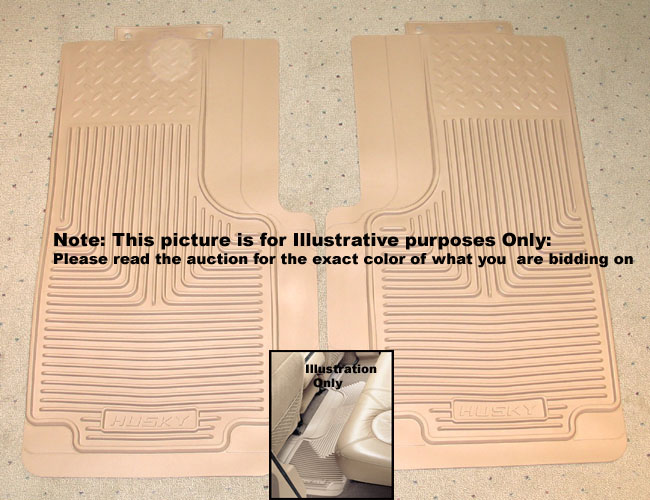 Note: This picture is for Illustrative purposes Only:
Please read the auction for the exact color of what you are bidding on
Illustration
Only
HUSKY
HUSKY